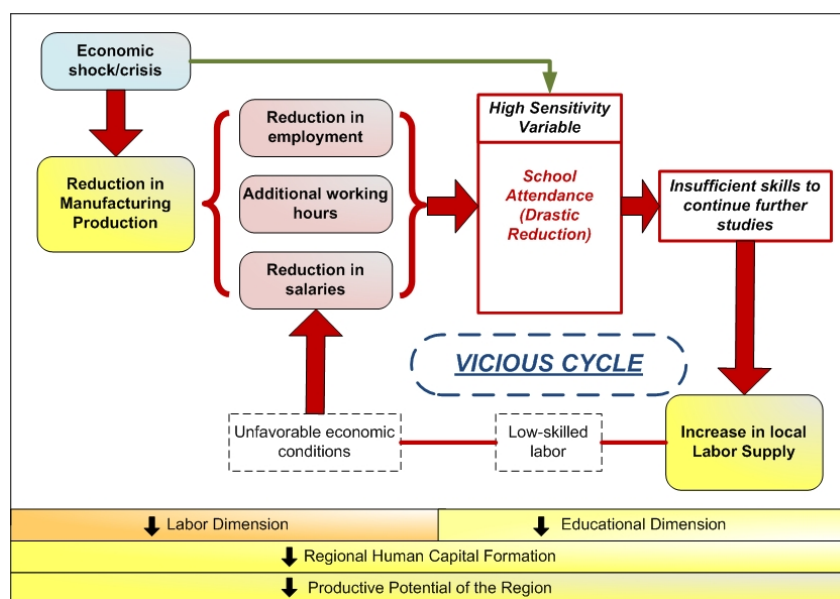 Economic
shock/crisis
Reduction in
Manufacturing
Production
Reduction in
employment
Additional working
hours
Reduction in
salaries
High Sensitivity
Variable
School
Attendance
(Drastic
Reduction)
Insufficient skills to
continue further
studies
VICIOUS CYCLE
Unfavorable economic
conditions
Low-skilled
labor
Increase in local
Labor Supply
Labor Dimension
Educational Dimension
Regional Human Capital Formation
Productive Potential of the Region